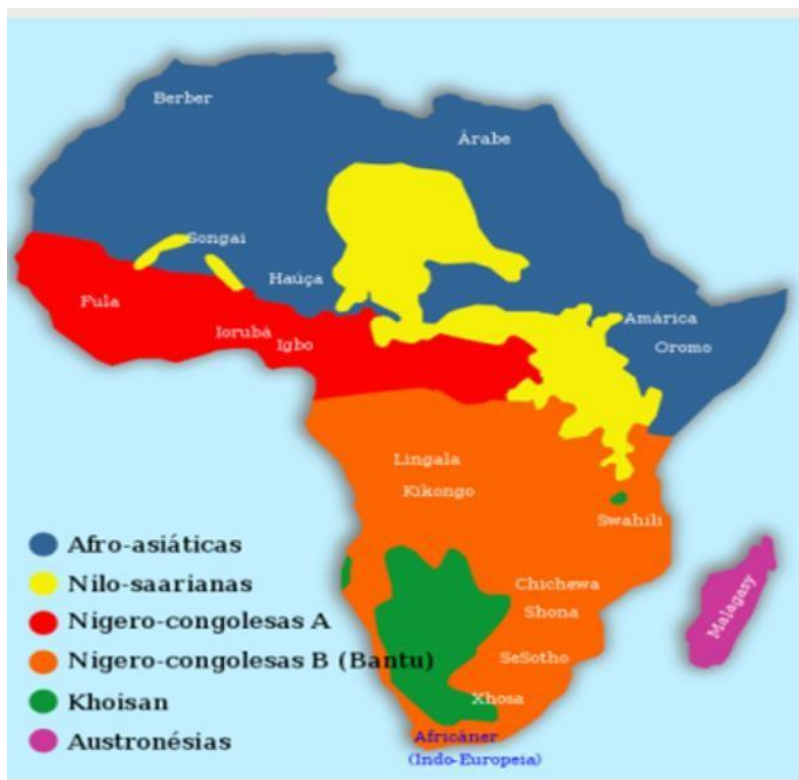 Berber
Árabe
Songai
Haúça
Fula
Iorubá
Igbo
Amárica
Oromo
Lingala
Kikongo
Swahili
Chichewa
Shona
SeSotho
Xhosa
Malagasy
Africâner
(Indo-Europeia)
Afro-asiáticas
Nilo-saarianas
Nigero-congolesas A
Nigero-congolesas B (Bantu)
Khoisan
Austronésias